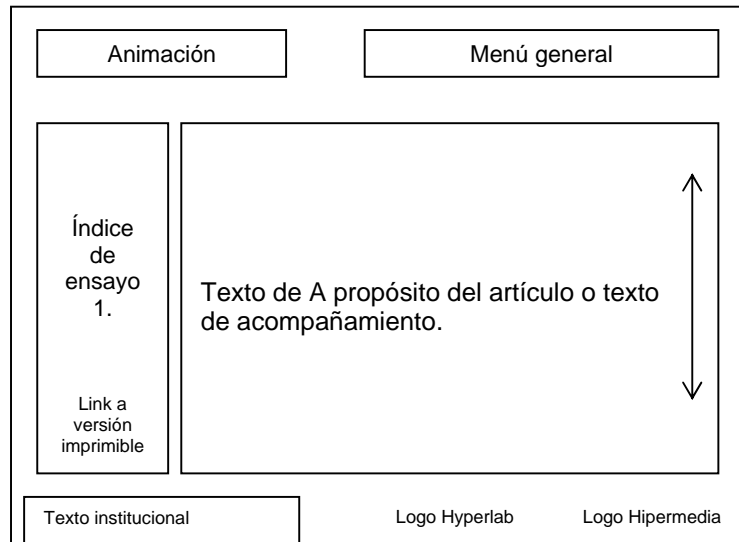 Animación
Menú general
Índice
de
ensayo
1.
Link a
versión
imprimible
Texto de A propósito del artículo o texto
de acompañamiento.
Texto institucional
Logo Hyperlab
Logo Hipermedia